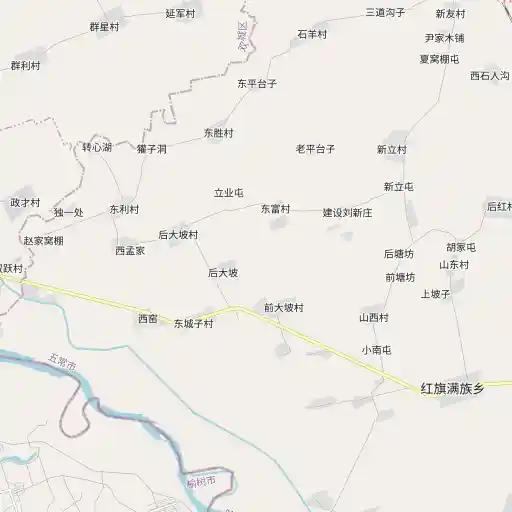 三道沟子
新友村
延军村
群星村
石羊村
尹家木铺
夏窝棚屯
群利村
西石人沟
东平台子
东胜村
转心湖
獾子洞
老平台子
新立村
立业屯
新立屯
政才村
独一处
东利村
东富村
建设刘新庄
后红村
赵家窝棚
后大坡村
西孟家
后塘坊
胡家屯
山东村
跃村
后大坡
前塘坊
上坡子
前大坡村
西窑
东城子村
山西村
小南屯
五常市
红旗满族乡
榆树市